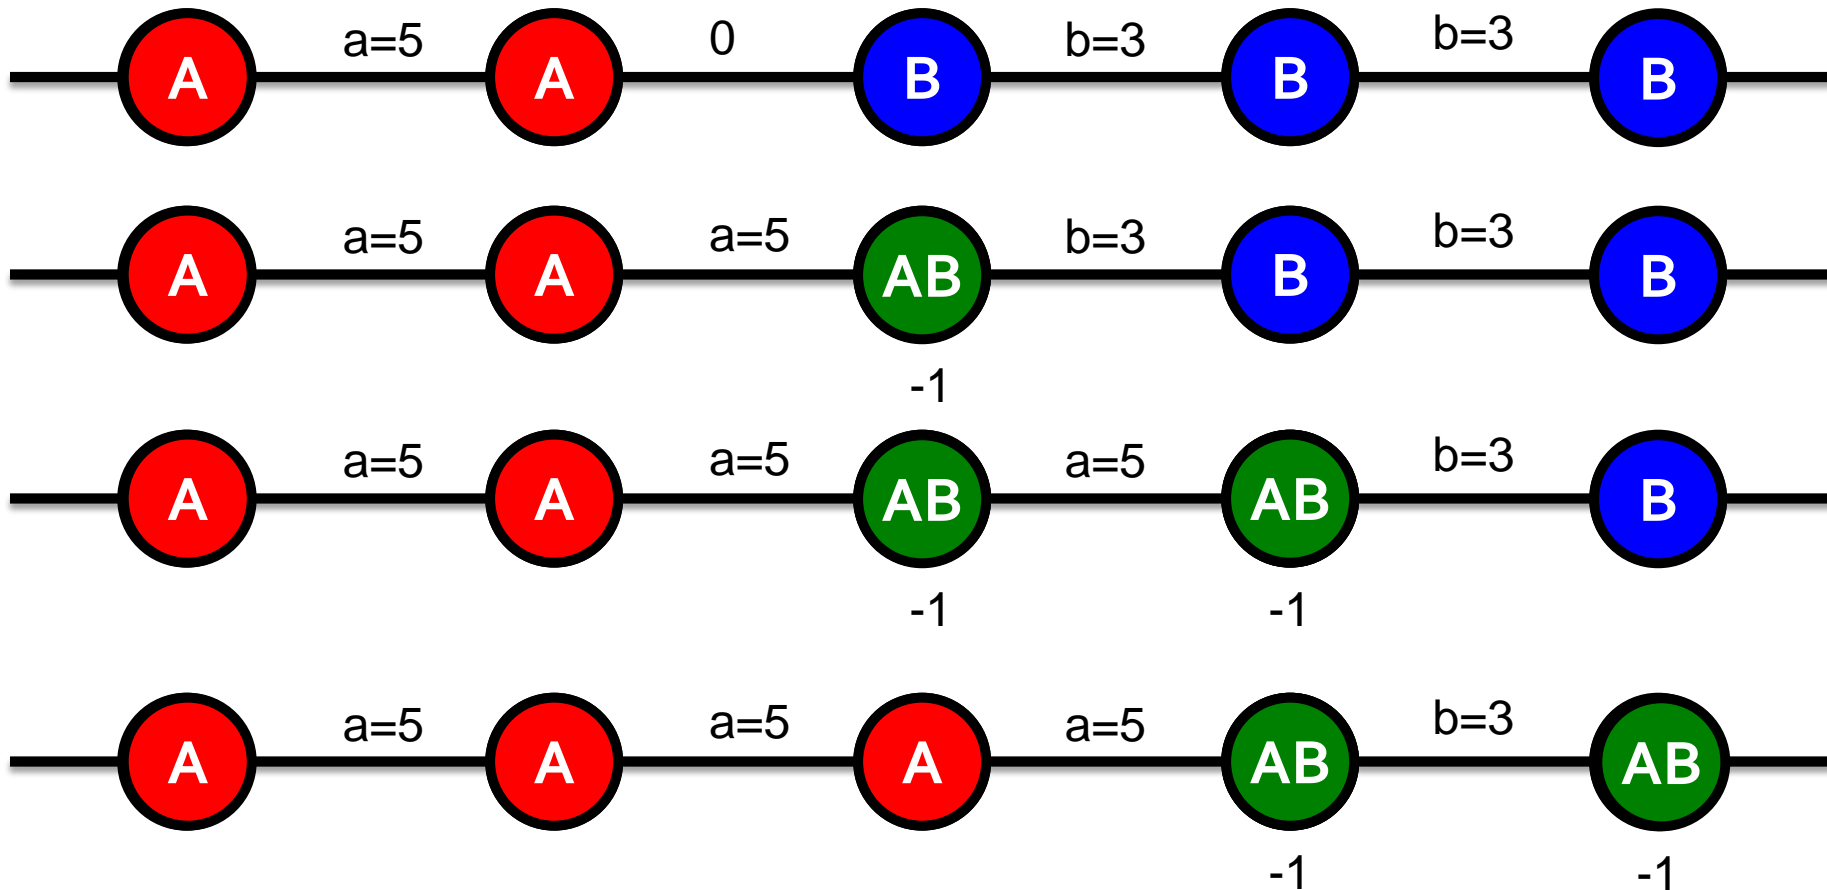 a=5 0 b=3 b=3
A A B B B
a=5 a=5 b=3 b=3
A A AB B B
-1
a=5 a=5 a=5 b=3
A A AB AB B
-1 -1
a=5 a=5 a=5 b=3
A A A AB AB
-1 -1